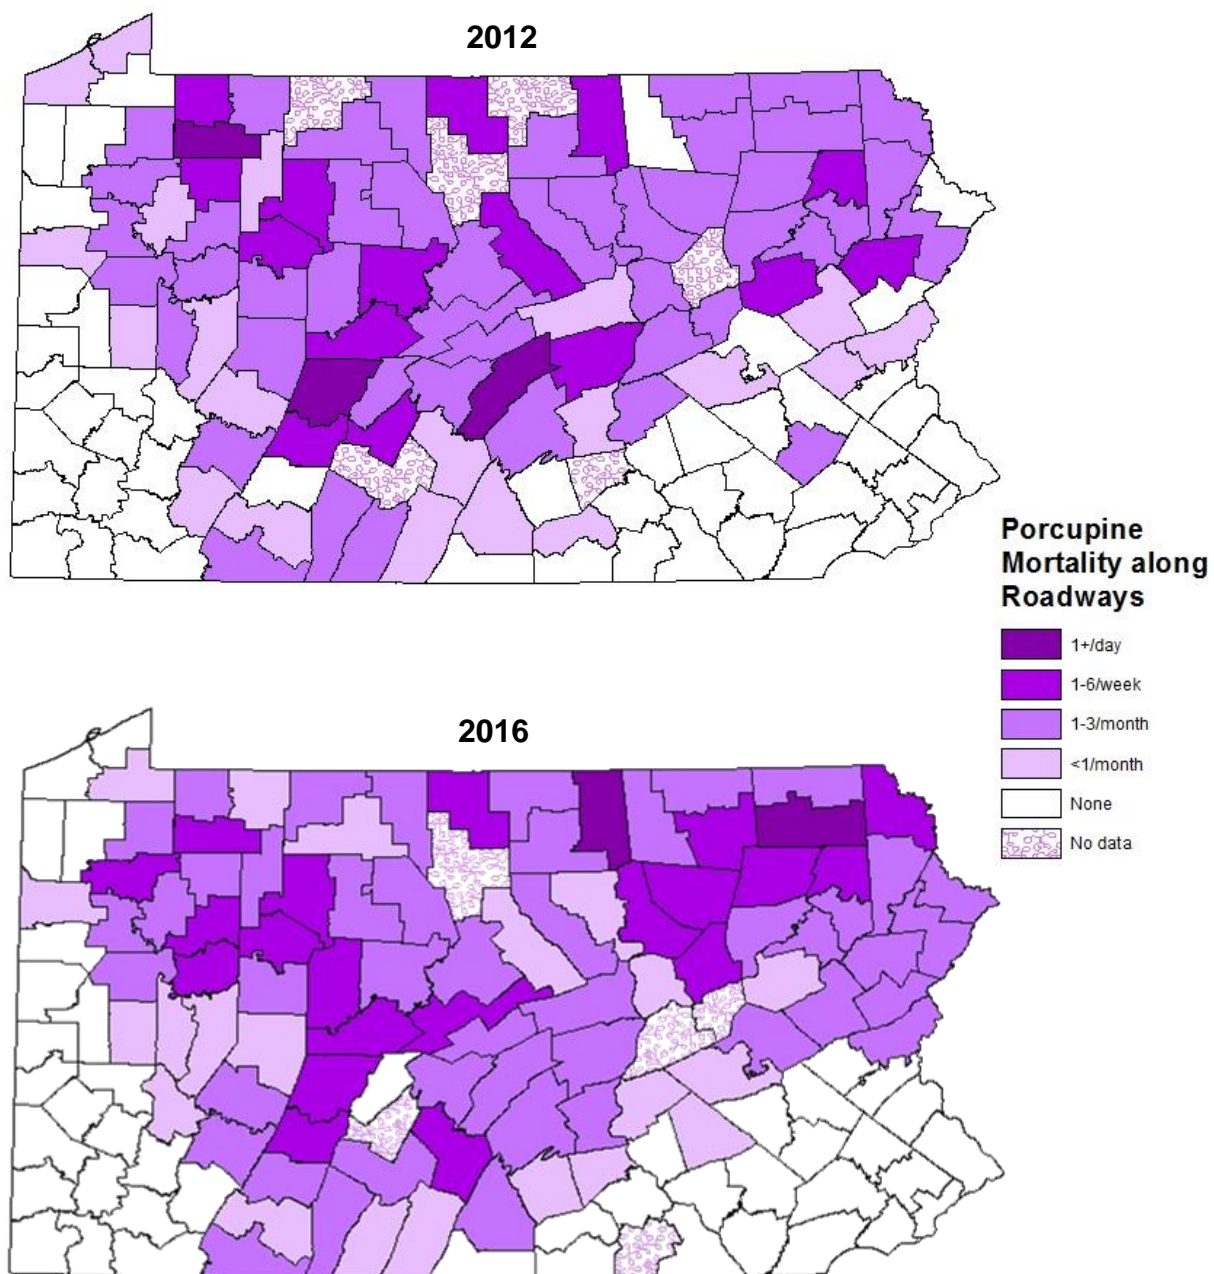 2012
Porcupine
Mortality along
Roadways
1+/day
1-6/week
1-3/month
<1/month
None
No data
2016